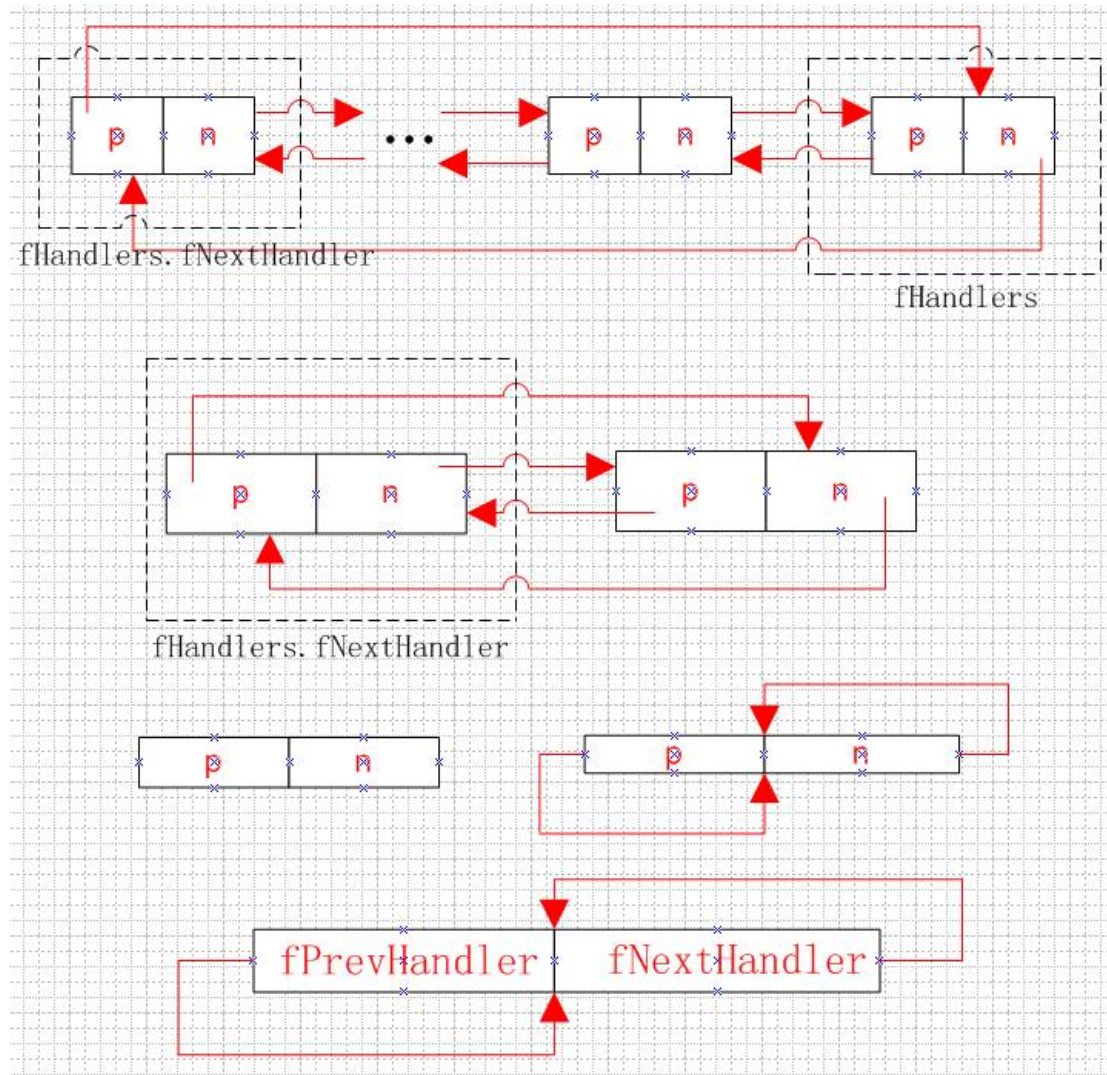 p n ... p n p n
fHandlers.fNextHandler
fHandlers
p n p n
fHandlers.fNextHandler
p n p n
fPrevHandler fNextHandler